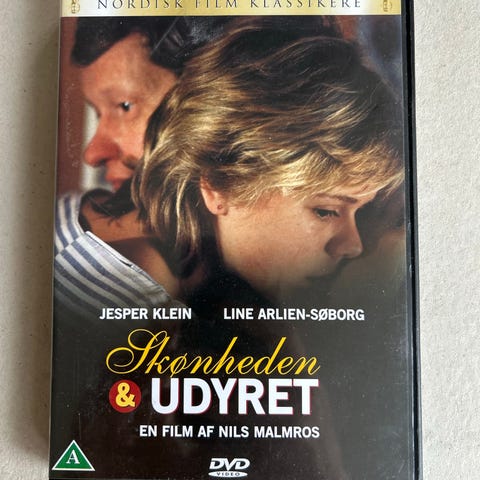 NORDISK FILM KLASSIKERE
JESPER KLEIN LINE ARLIEN-SØBORG
Skønheden
& UDYRET
EN FILM AF NILS MALMROS
A
DVD
VIDEO